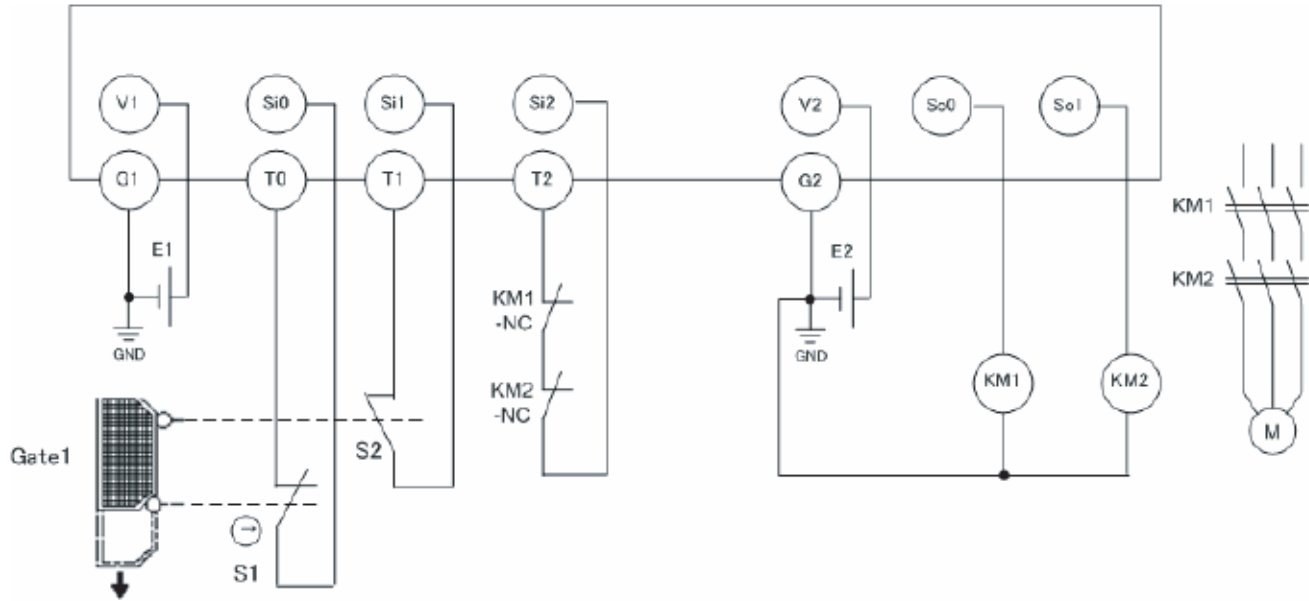 V1
Si0
Si1
Si2
V2
So0
So1
G1
T0
T1
T2
G2
KM1
E1
E2
KM2
KM1
-NC
GND
GND
KM2
-NC
KM1
KM2
M
Gate1
S2
S1